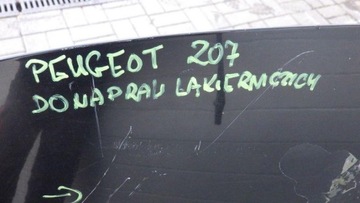 PEUGEOT 207
DO NAPRAW LAKIERNICZYCH